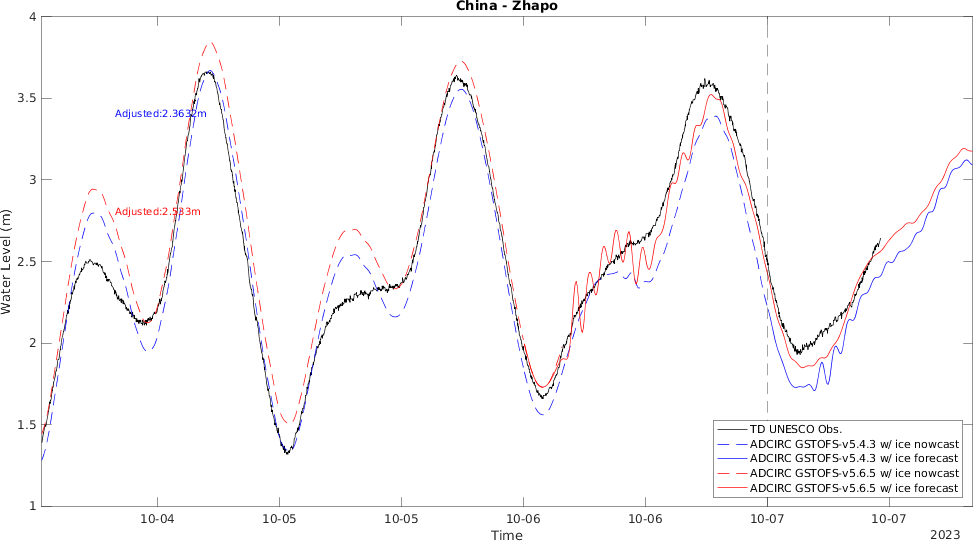 China - Zhapo
4
3.5
3
2.5
2
1.5
1
Water Level (m)
Adjusted:2.3632m
Adjusted:2.533m
TD UNESCO Obs.
ADCIRC GSTOFS-v5.4.3 w/ ice nowcast
ADCIRC GSTOFS-v5.4.3 w/ ice forecast
ADCIRC GSTOFS-v5.6.5 w/ ice nowcast
ADCIRC GSTOFS-v5.6.5 w/ ice forecast
10-04 10-05 10-05 10-06 10-06 10-07 10-07
Time
2023